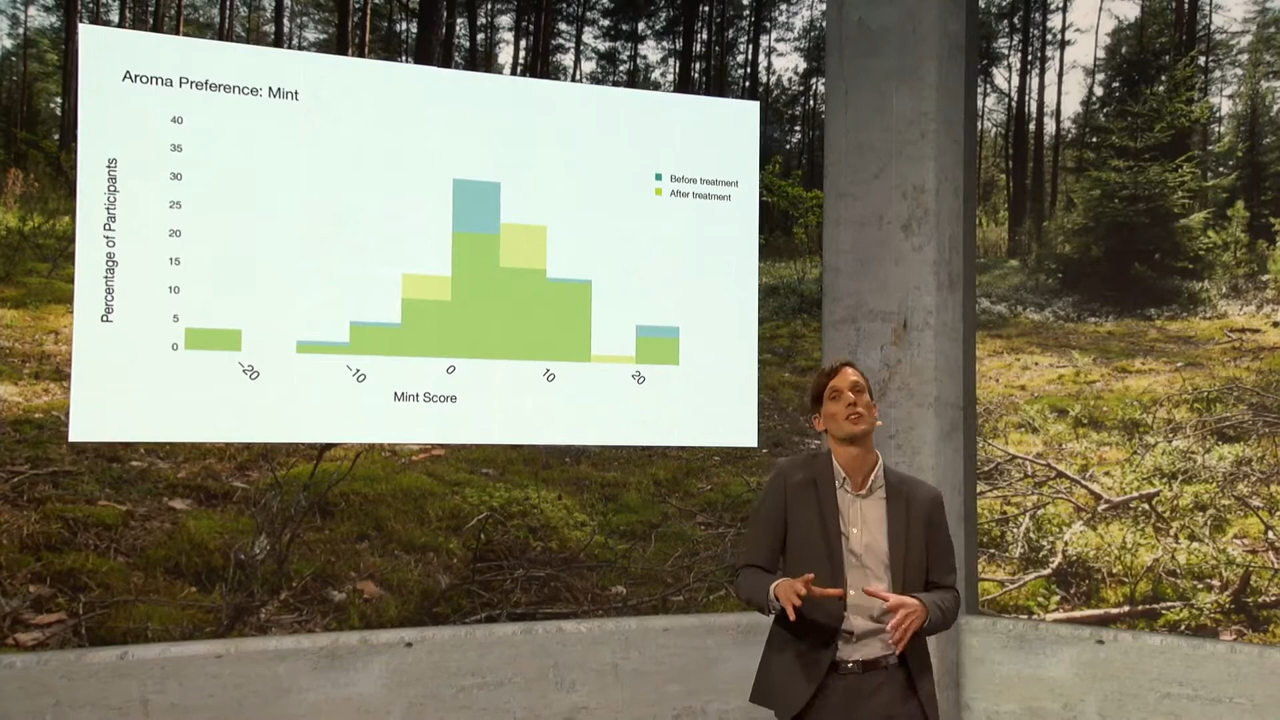 Aroma Preference: Mint
Percentage of Participants
40
35
30
25
20
15
10
5
0
−20
−10
0
10
20
Mint Score
Before treatment
After treatment